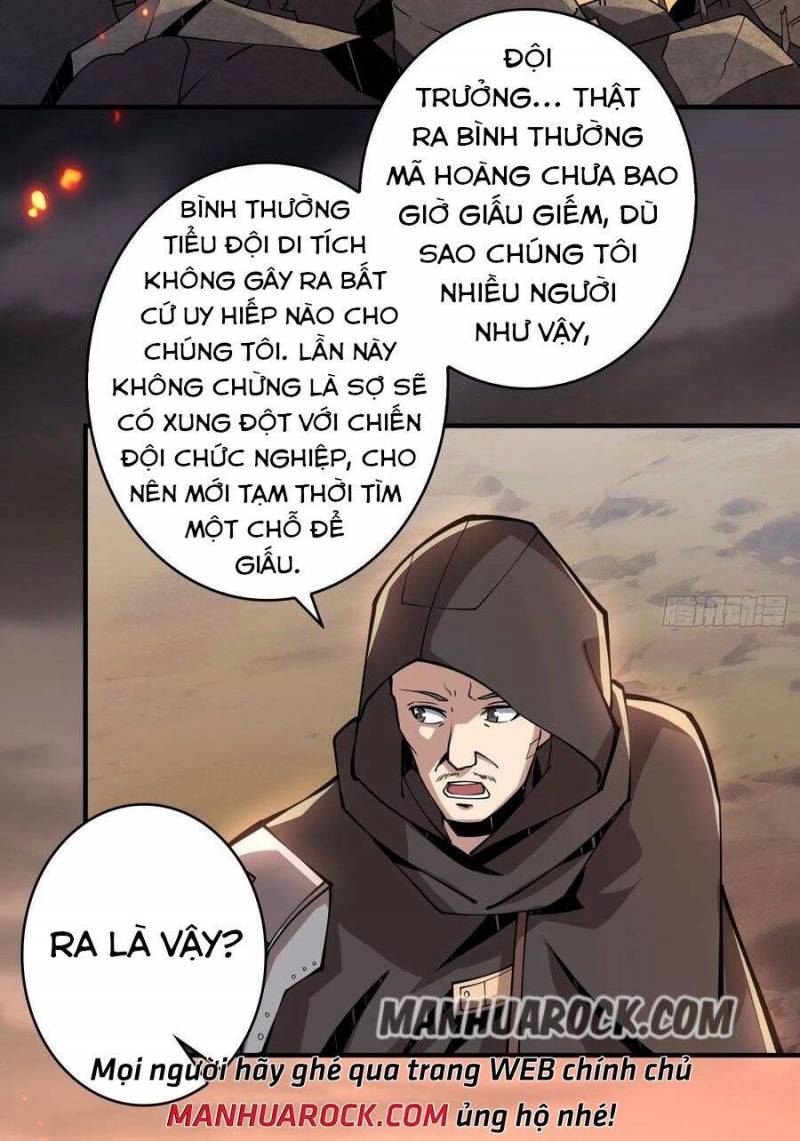 ĐỘI
TRƯỞNG... THẬT
RA BÌNH THƯỜNG
MÃ HOÀNG CHƯA BAO
GIỜ GIẤU GIẾM, DÙ
SAO CHÚNG TÔI
NHIỀU NGƯỜI
NHƯ VẬY,
BÌNH THƯỜNG
TIỂU ĐỘI DI TÍCH
KHÔNG GÂY RA BẤT
CỨ UY HIẾP NÀO CHO
CHÚNG TÔI. LẦN NÀY
KHÔNG CHỪNG LÀ SỢ SẼ
CÓ XUNG ĐỘT VỚI CHIẾN
ĐỘI CHỨC NGHIỆP, CHO
NÊN MỚI TẠM THỜI TÌM
MỘT CHỖ ĐỂ
GIẤU.
腾讯动漫
RA LÀ VẬY?
MANHUAROCK.COM
Mọi người hãy ghé qua trang WEB chính chủ
MANHUAROCK.COM ủng hộ nhé!